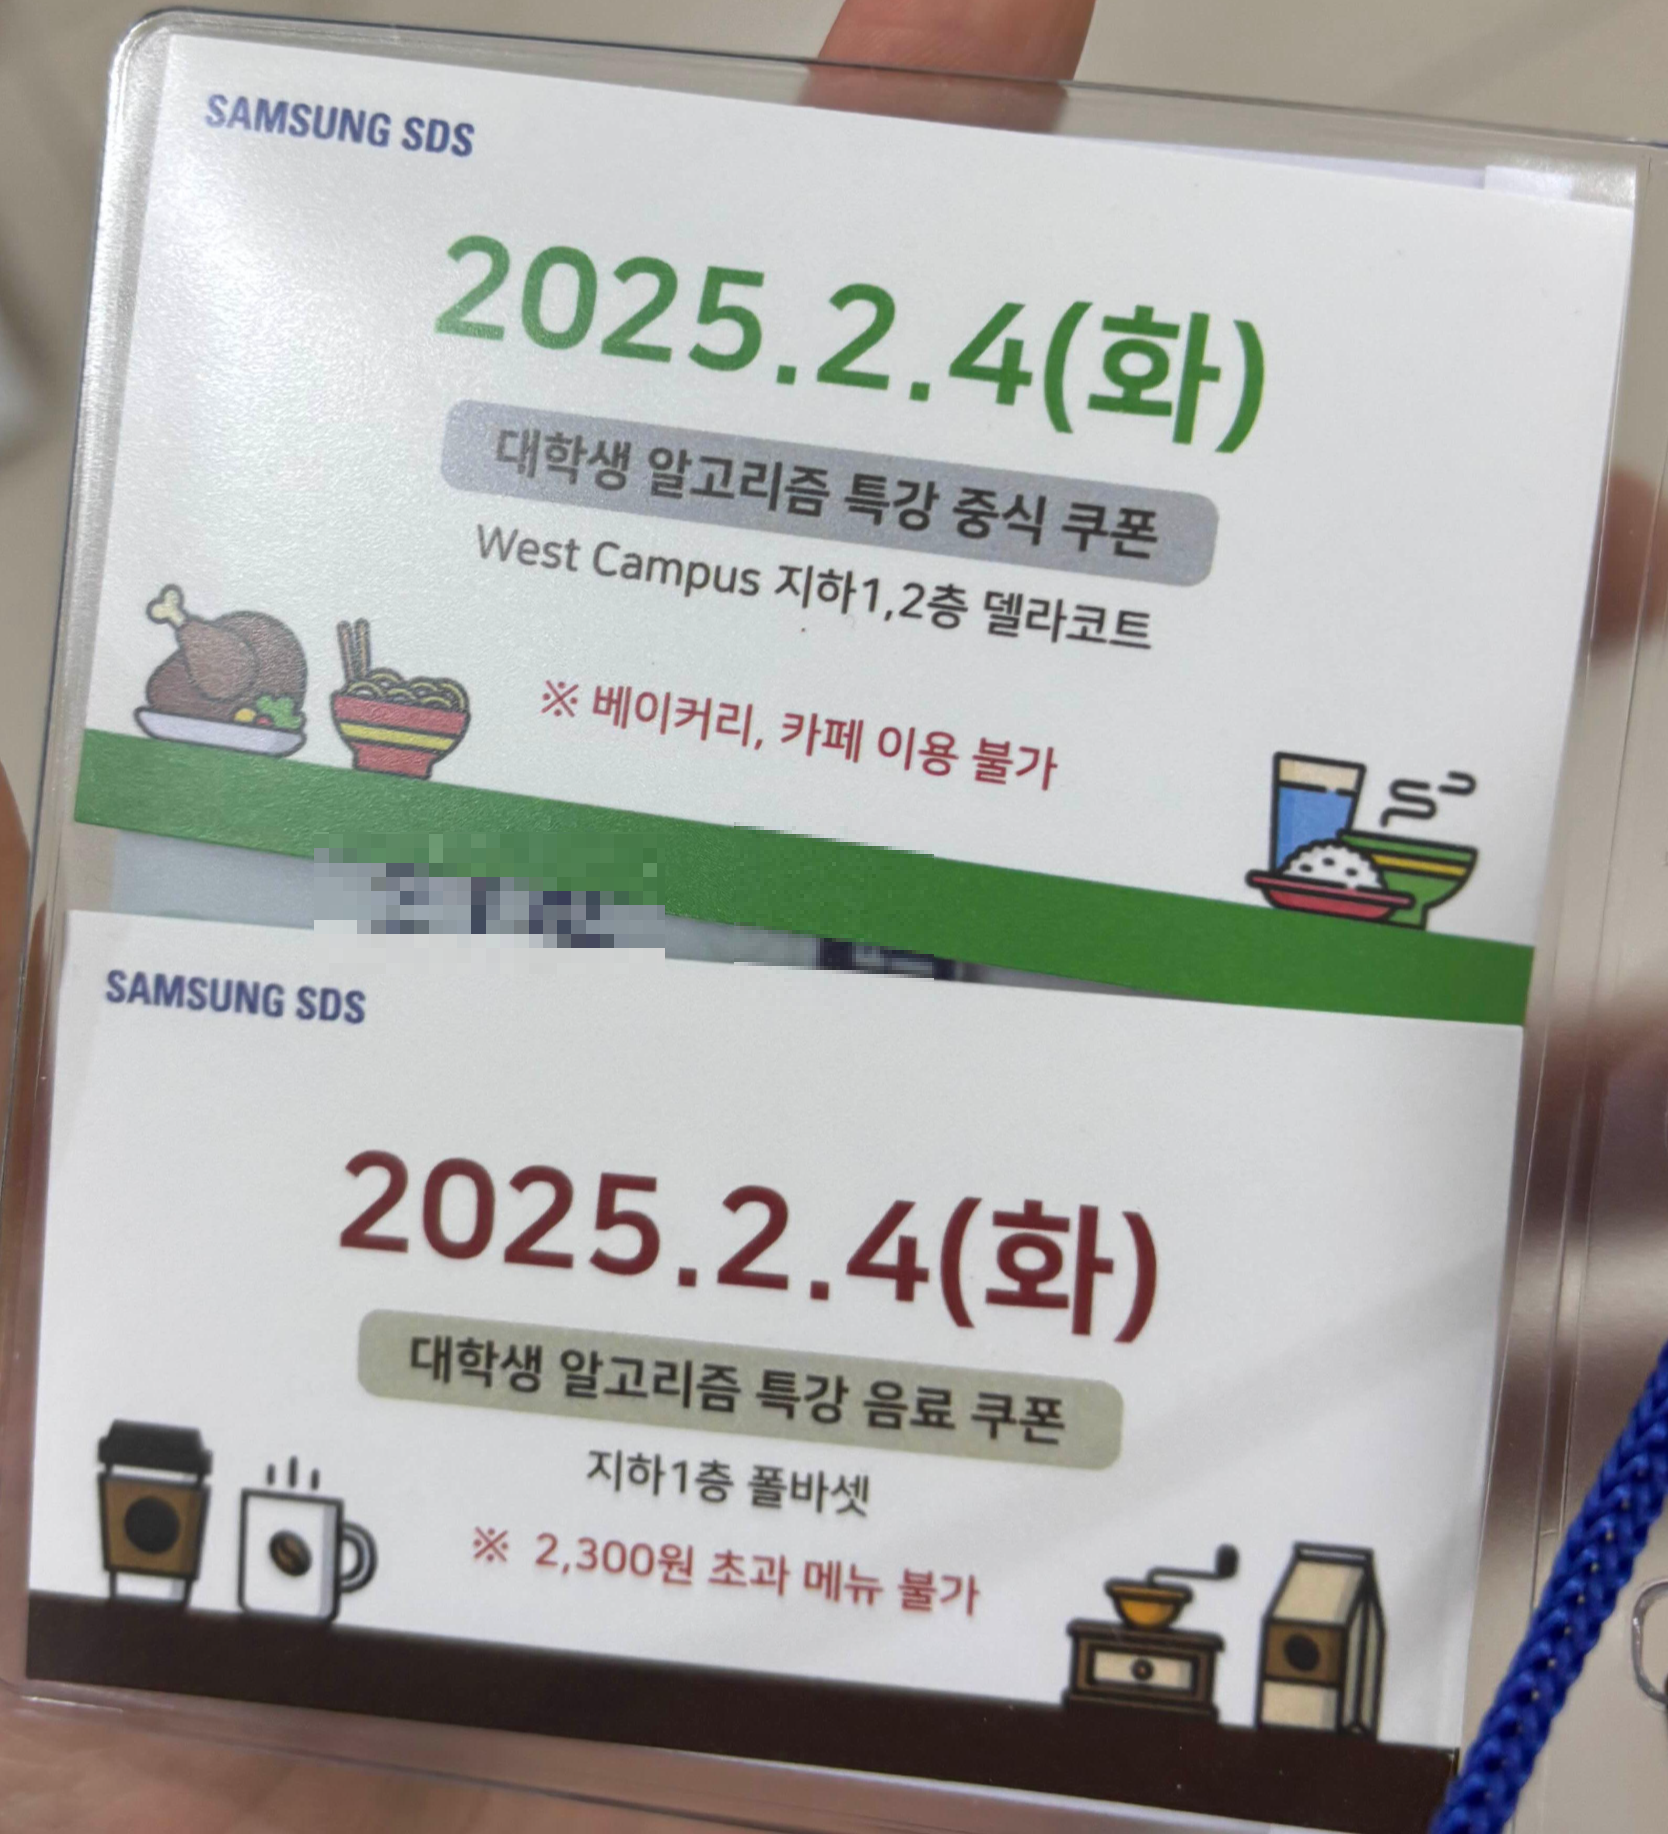 SAMSUNG SDS
2025.2.4(화)
대학생 알고리즘 특강 중식 쿠폰
West Campus 지하1,2층 델라코트
※ 베이커리, 카페 이용 불가
SAMSUNG SDS
2025.2.4(화)
대학생 알고리즘 특강 음료 쿠폰
지하1층 폴바셋
※ 2,300원 초과 메뉴 불가